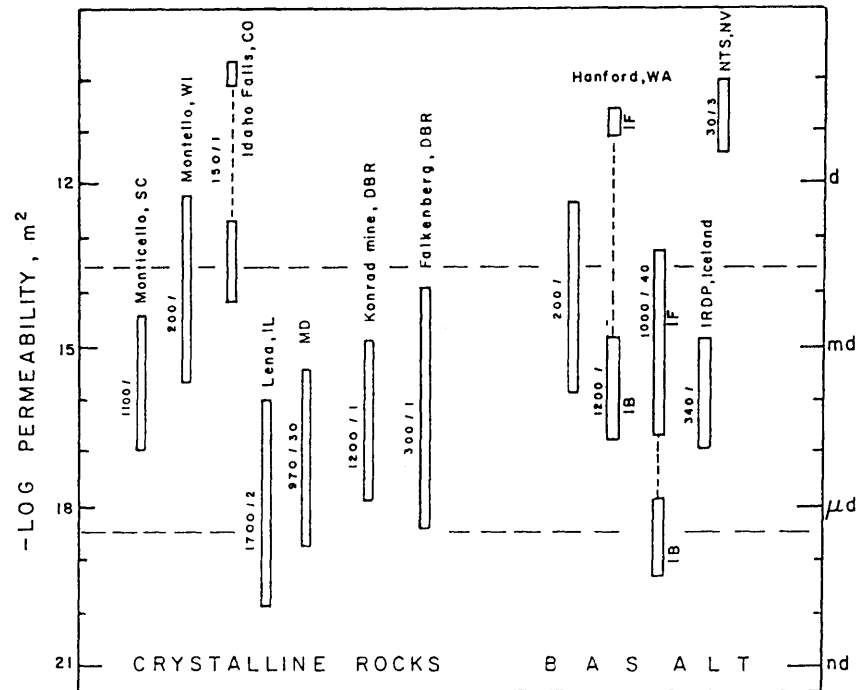 -LOG PERMEABILITY, m²
12
15
18
21
d
md
μd
nd
Monticello, SC
1100/
Montello, WI
200/
Idaho Falls, CO
150/1
Lena, IL
1700/2
MD
970/30
Konrad mine, DBR
1200/1
Falkenberg, DBR
300/1
200/
Hanford, WA
IF
1200/
IB
1000/40
IF
IB
IRDP, Iceland
340/
NTS, NV
30/3
CRYSTALLINE ROCKS
BASALT